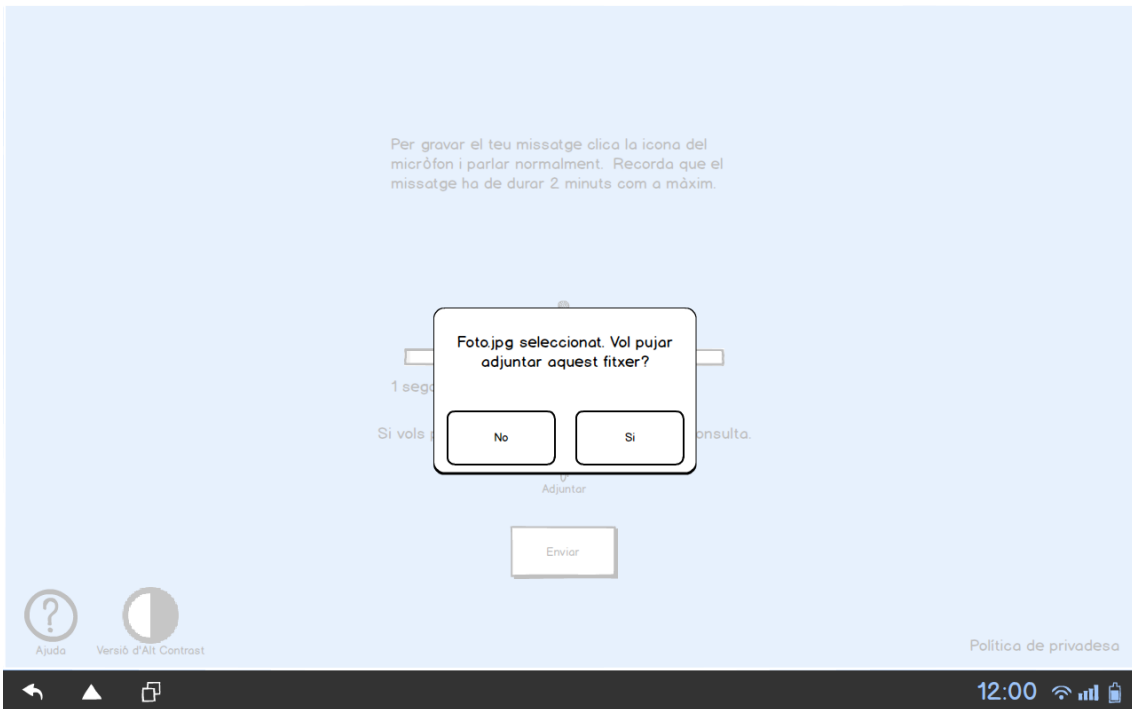 Per gravar el teu missatge clica la icona del
micròfon i parlar normalment. Recorda que el
missatge ha de durar 2 minuts com a màxim.
Foto.jpg seleccionat. Vol pujar
adjuntar aquest fitxer?
1
No
Si
Si vols
Adjuntar
Enviar
Ajuda
Versió d'Alt Contrast
Política de privadesa
12:00